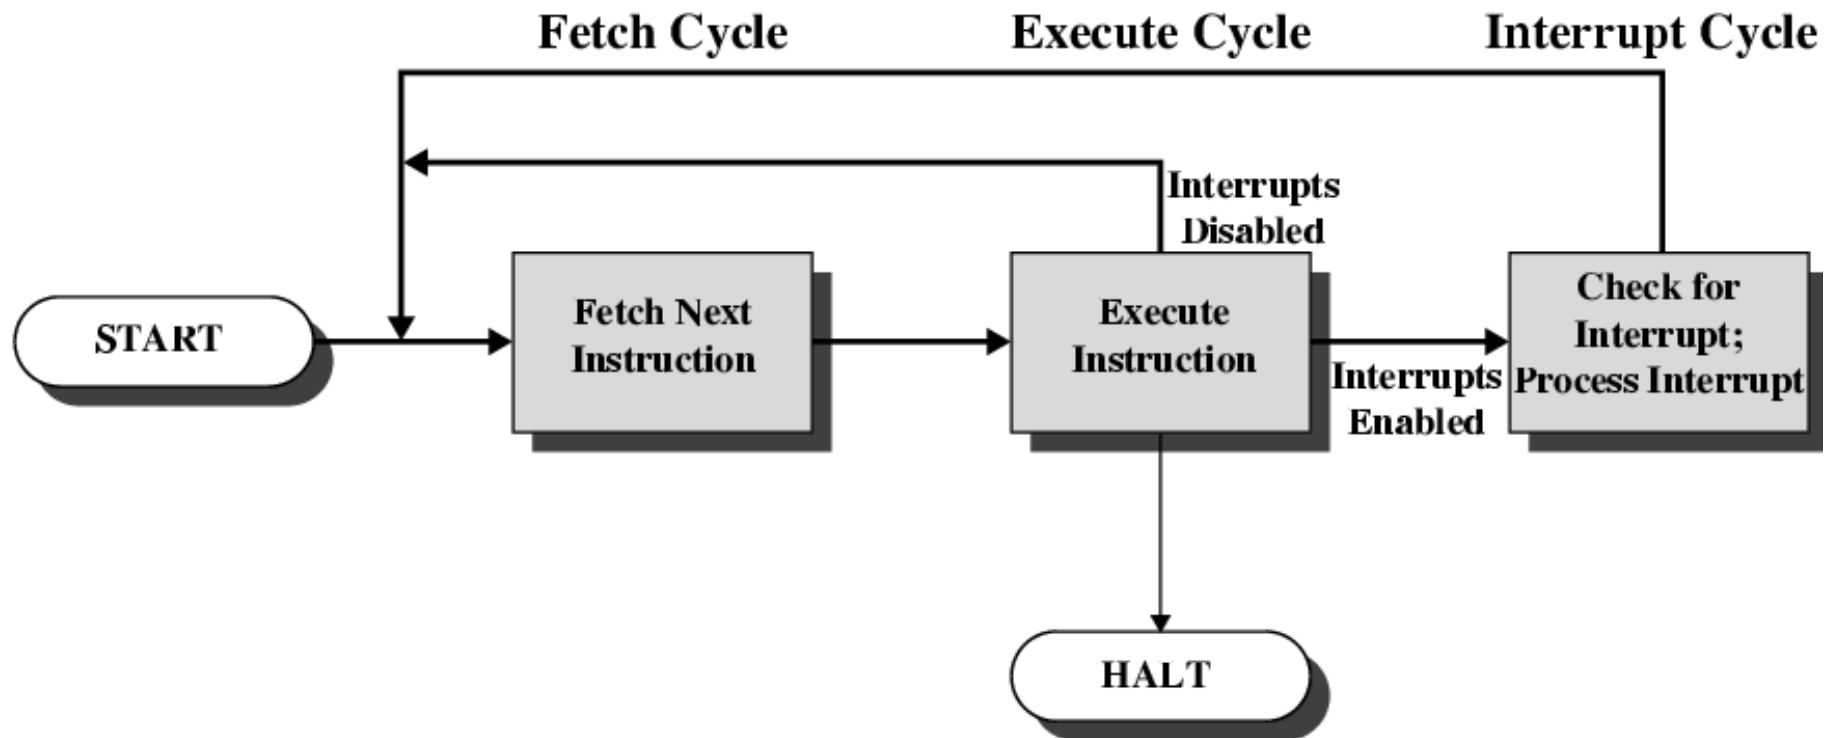 Fetch Cycle
Execute Cycle
Interrupt Cycle
Interrupts
Disabled
START
Fetch Next
Instruction
Execute
Instruction
Interrupts
Enabled
Check for
Interrupt;
Process Interrupt
HALT